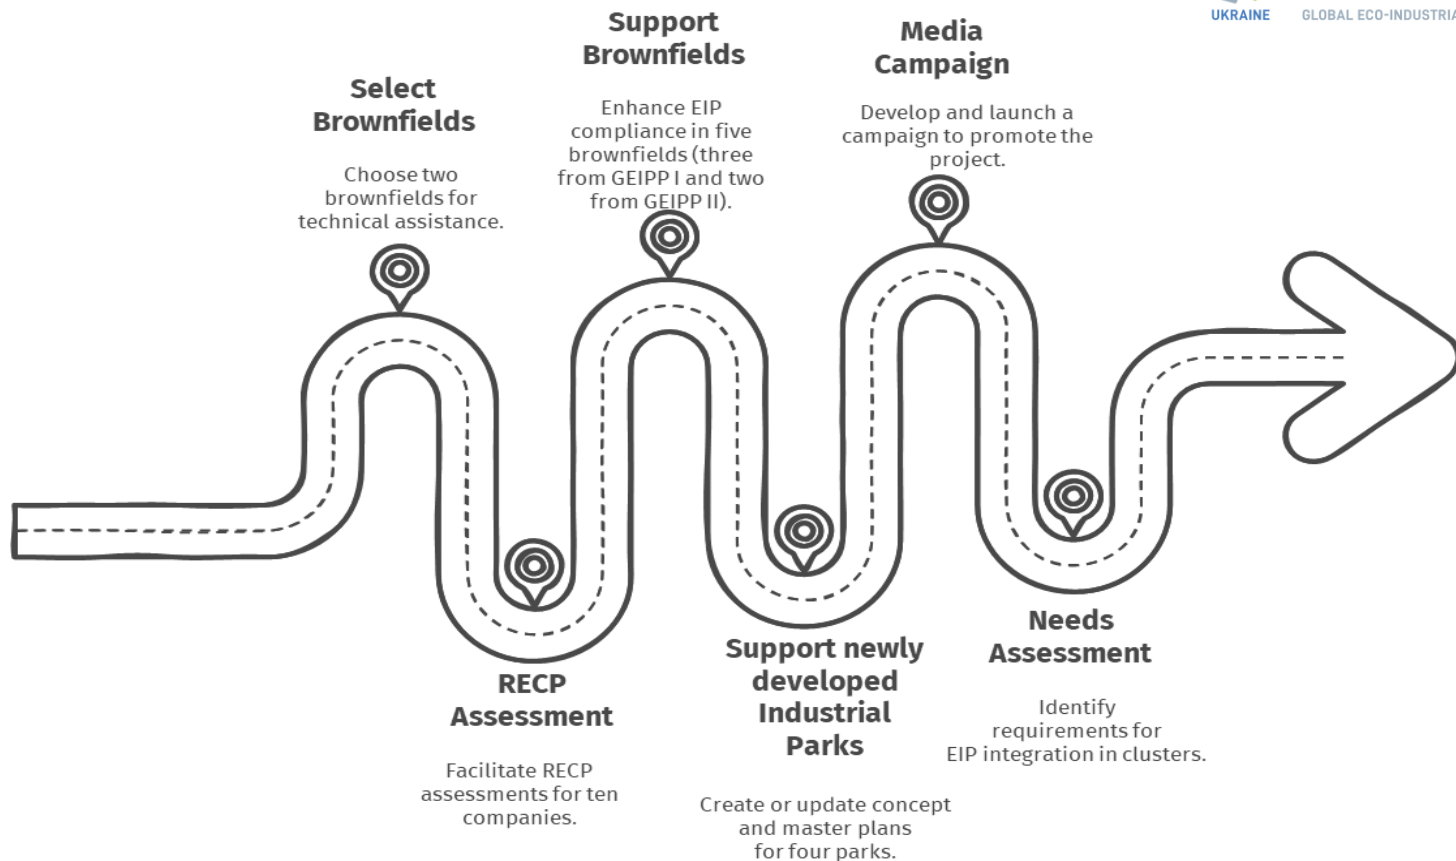 UKRAINE
GLOBAL ECO-INDUSTRIA
Select
Brownfields
Choose two
brownfields for
technical assistance.
RECP
Assessment
Facilitate RECP
assessments for ten
companies.
Support
Brownfields
Enhance EIP
compliance in five
brownfields (three
from GEIPP I and two
from GEIPP II).
Support newly
developed
Industrial
Parks
Create or update concept
and master plans
for four parks.
Media
Campaign
Develop and launch a
campaign to promote the
project.
Needs
Assessment
Identify
requirements for
EIP integration in clusters.